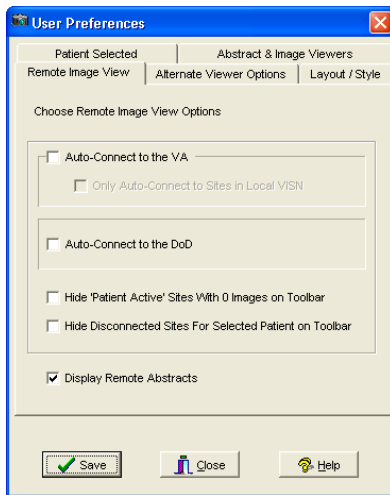 User Preferences
Patient Selected
Abstract & Image Viewers
Remote Image View
Alternate Viewer Options
Layout / Style
Choose Remote Image View Options
Auto-Connect to the VA
Only Auto-Connect to Sites in Local VISN
Auto-Connect to the DoD
Hide 'Patient Active' Sites With 0 Images on Toolbar
Hide Disconnected Sites For Selected Patient on Toolbar
Display Remote Abstracts
Save
Close
Help